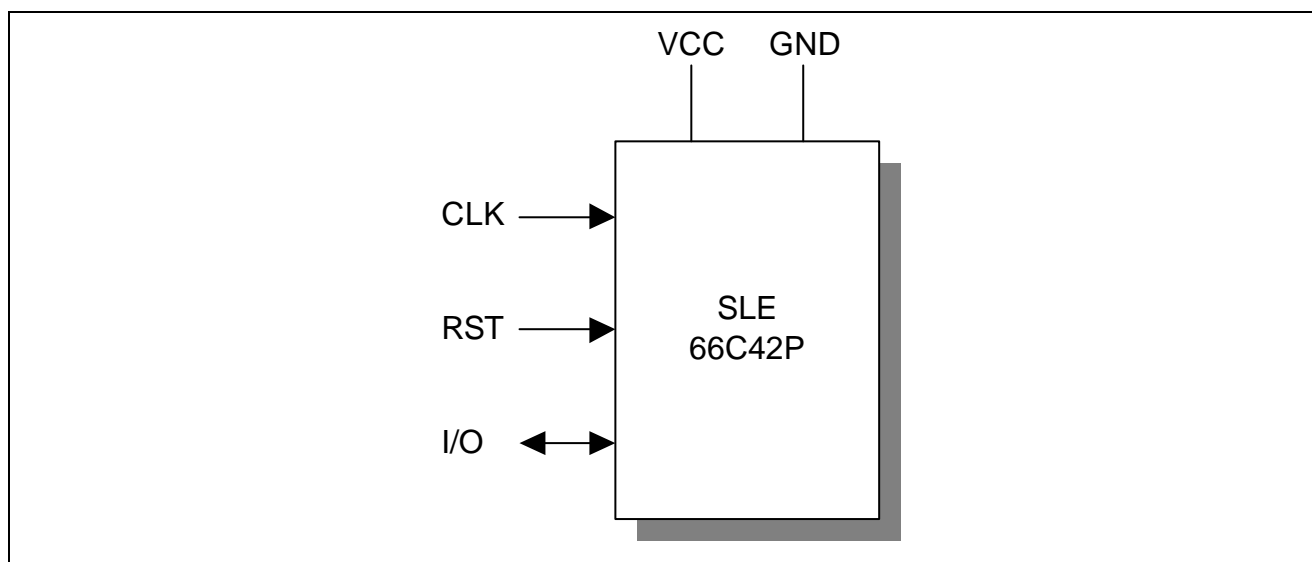 VCC GND
CLK
RST
I/O
SLE
66C42P